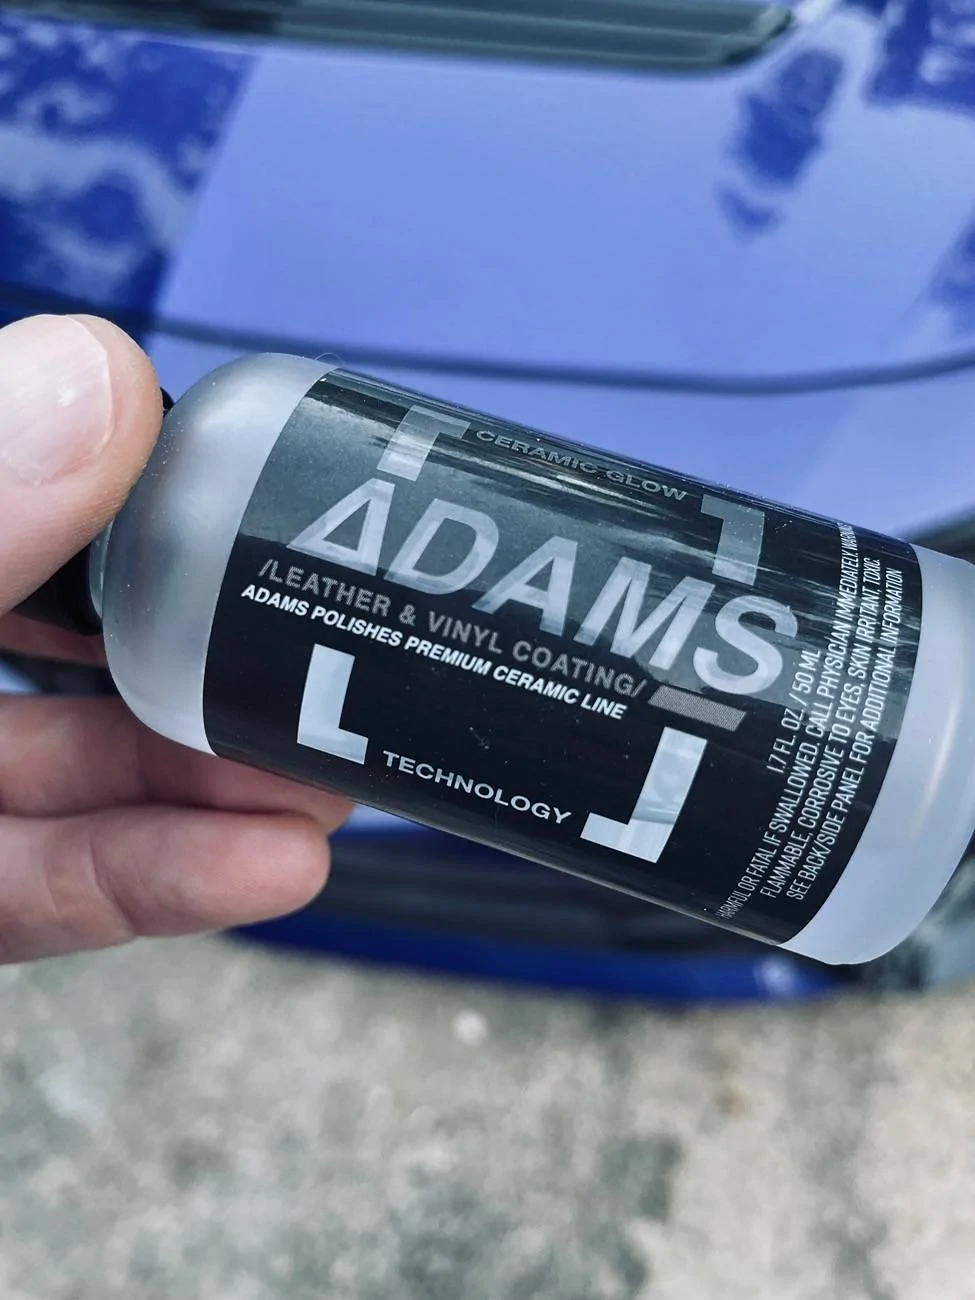 CERAMIC GLOW
ADAMS
/LEATHER & VINYL COATING/
ADAMS POLISHES PREMIUM CERAMIC LINE
TECHNOLOGY
1.7 FL. OZ / 50 ML
HARMFUL OR FATAL IF SWALLOWED. CALL PHYSICIAN IMMEDIATELY. WARNING
FLAMMABLE. CORROSIVE TO EYES, SKIN IRRITANT, TOXIC
SEE BACK/SIDE PANEL FOR ADDITIONAL INFORMATION